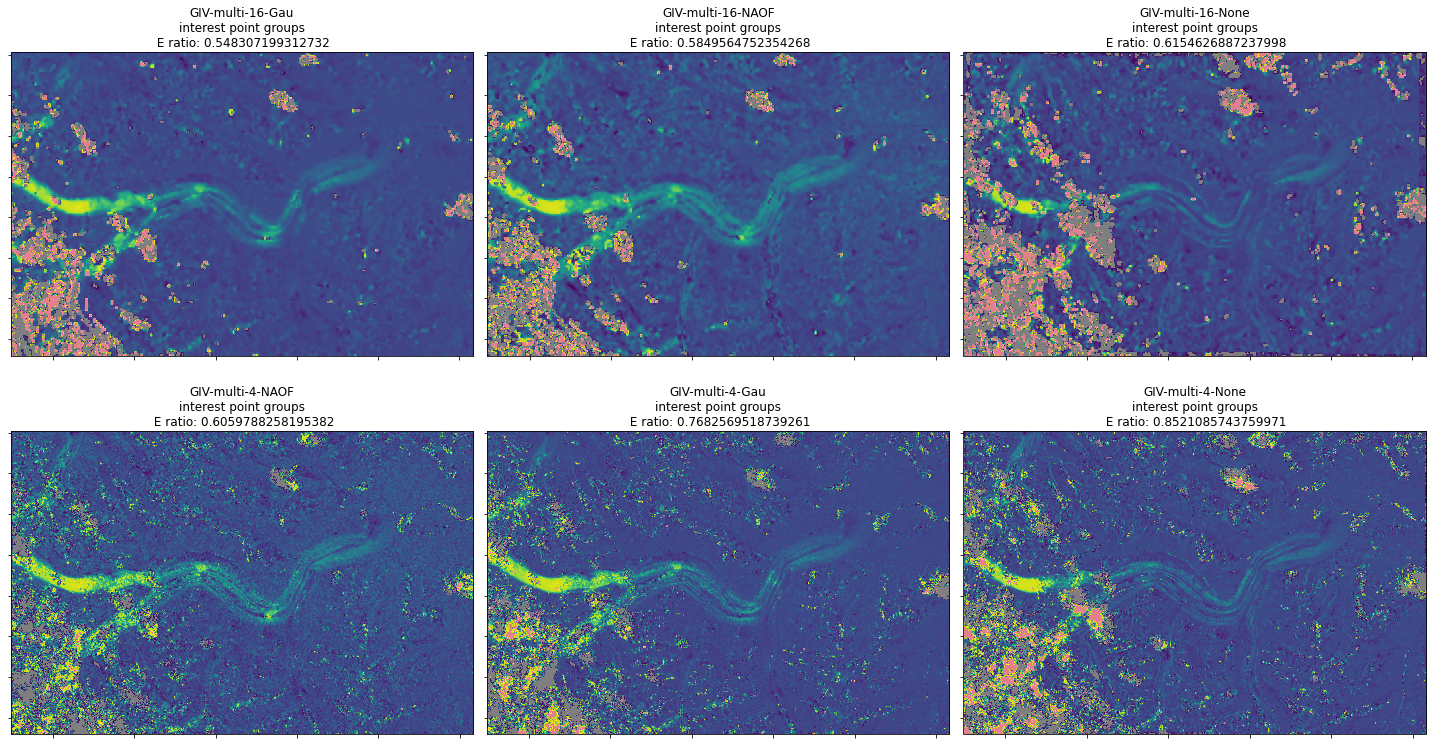 GIV-multi-16-Gau
interest point groups
E ratio: 0.548307199312732
GIV-multi-16-NAOF
interest point groups
E ratio: 0.5849564752354268
GIV-multi-16-None
interest point groups
E ratio: 0.6154626887237998
GIV-multi-4-NAOF
interest point groups
E ratio: 0.6059788258195382
GIV-multi-4-Gau
interest point groups
E ratio: 0.7682569518739261
GIV-multi-4-None
interest point groups
E ratio: 0.8521085743759971